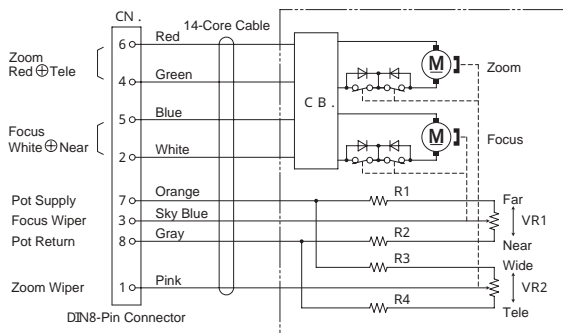 CN .
14-Core Cable
Zoom
Red ⊕ Tele
6 Red
4 Green
Focus
White ⊕ Near
5 Blue
2 White
C B .
M
Zoom
M
Focus
Pot Supply 7 Orange R1 Far
Focus Wiper 3 Sky Blue VR1
Pot Return 8 Gray R2 Near
R3 Wide
Zoom Wiper 1 Pink VR2
R4 Tele
DIN8-Pin Connector